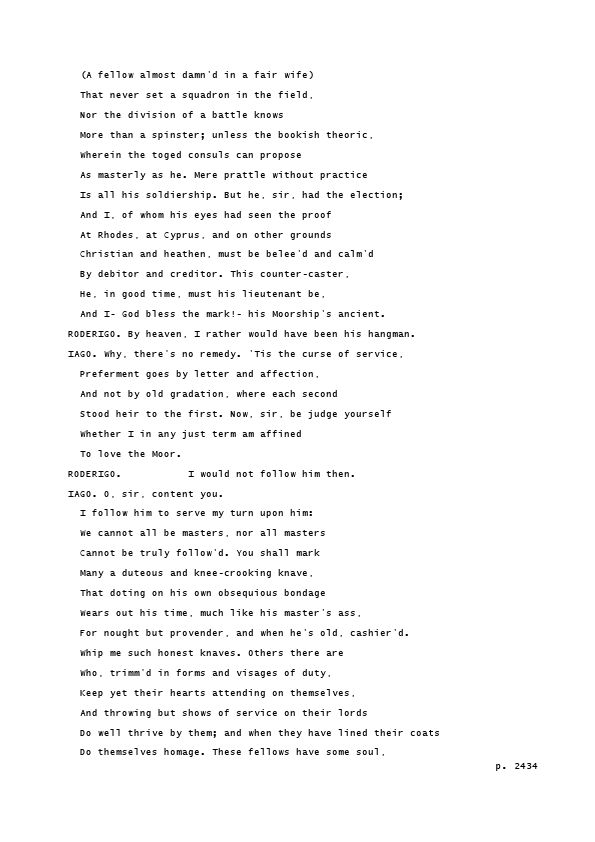 (A fellow almost damn'd in a fair wife)
That never set a squadron in the field,
Nor the division of a battle knows
More than a spinster; unless the bookish theoric,
Wherein the toged consuls can propose
As masterly as he. Mere prattle without practice
Is all his soldiership. But he, sir, had the election;
And I, of whom his eyes had seen the proof
At Rhodes, at Cyprus, and on other grounds
Christian and heathen, must be belee'd and calm'd
By debitor and creditor. This counter-caster,
He, in good time, must his lieutenant be,
And I- God bless the mark!- his Moorship's ancient.
RODERIGO. By heaven, I rather would have been his hangman.
IAGO. Why, there's no remedy. 'Tis the curse of service,
Preferment goes by letter and affection,
And not by old gradation, where each second
Stood heir to the first. Now, sir, be judge yourself
Whether I in any just term am affined
To love the Moor.
RODERIGO. I would not follow him then.
IAGO. O, sir, content you.
I follow him to serve my turn upon him:
We cannot all be masters, nor all masters
Cannot be truly follow'd. You shall mark
Many a duteous and knee-crooking knave,
That doting on his own obsequious bondage
Wears out his time, much like his master's ass,
For nought but provender, and when he's old, cashier'd.
Whip me such honest knaves. Others there are
Who, trimm'd in forms and visages of duty,
Keep yet their hearts attending on themselves,
And throwing but shows of service on their lords
Do well thrive by them; and when they have lined their coats
Do themselves homage. These fellows have some soul,
p. 2434